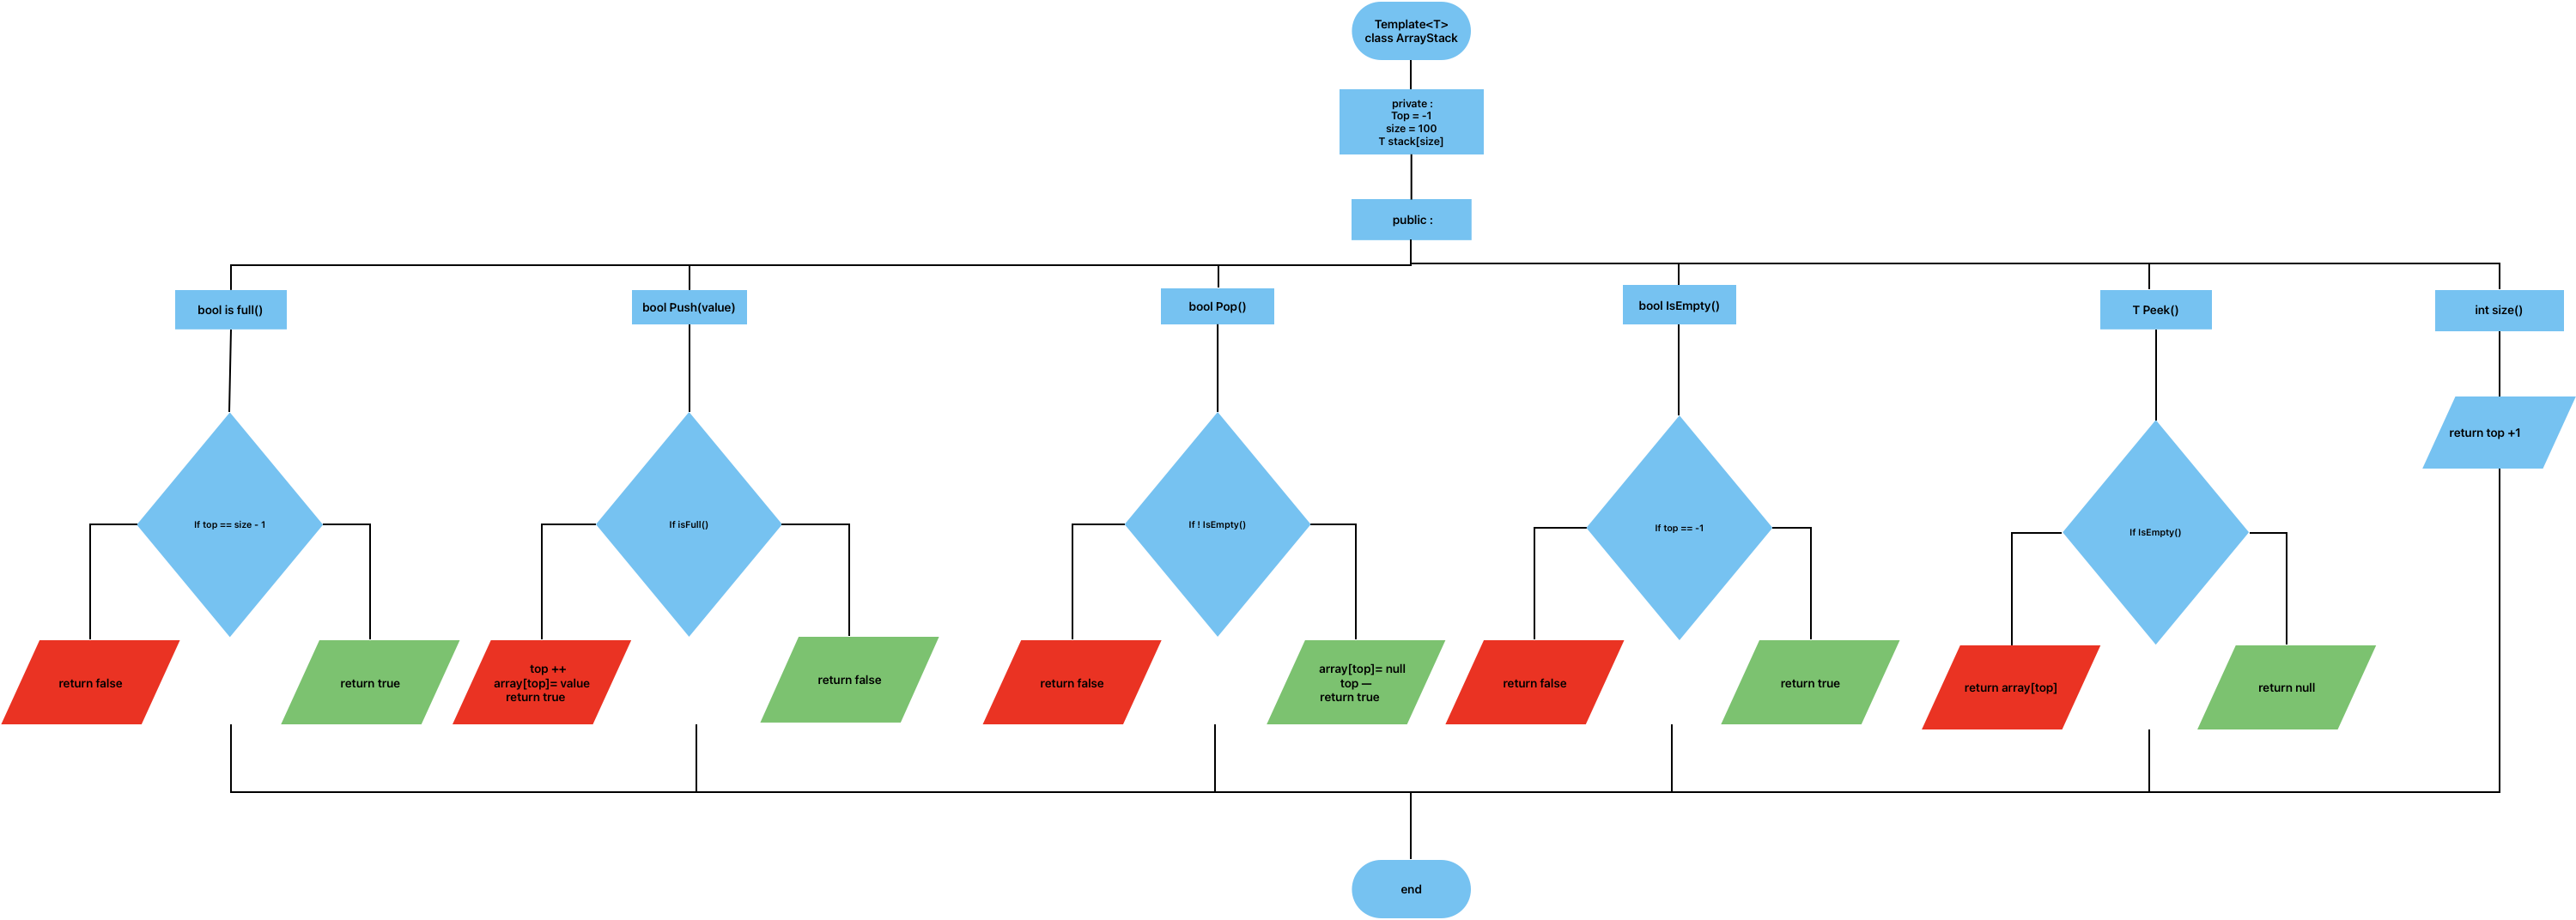 Template<T>
class ArrayStack
private :
Top = -1
size = 100
T stack[size]
public :
bool is full()
bool Push(value)
bool Pop()
bool IsEmpty()
T Peek()
int size()
If top == size - 1
If isFull()
If ! IsEmpty()
If top == -1
If IsEmpty()
return top +1
return false
return true
top ++
array[top]= value
return true
return false
return false
array[top]= null
top —
return true
return false
return true
return array[top]
return null
end